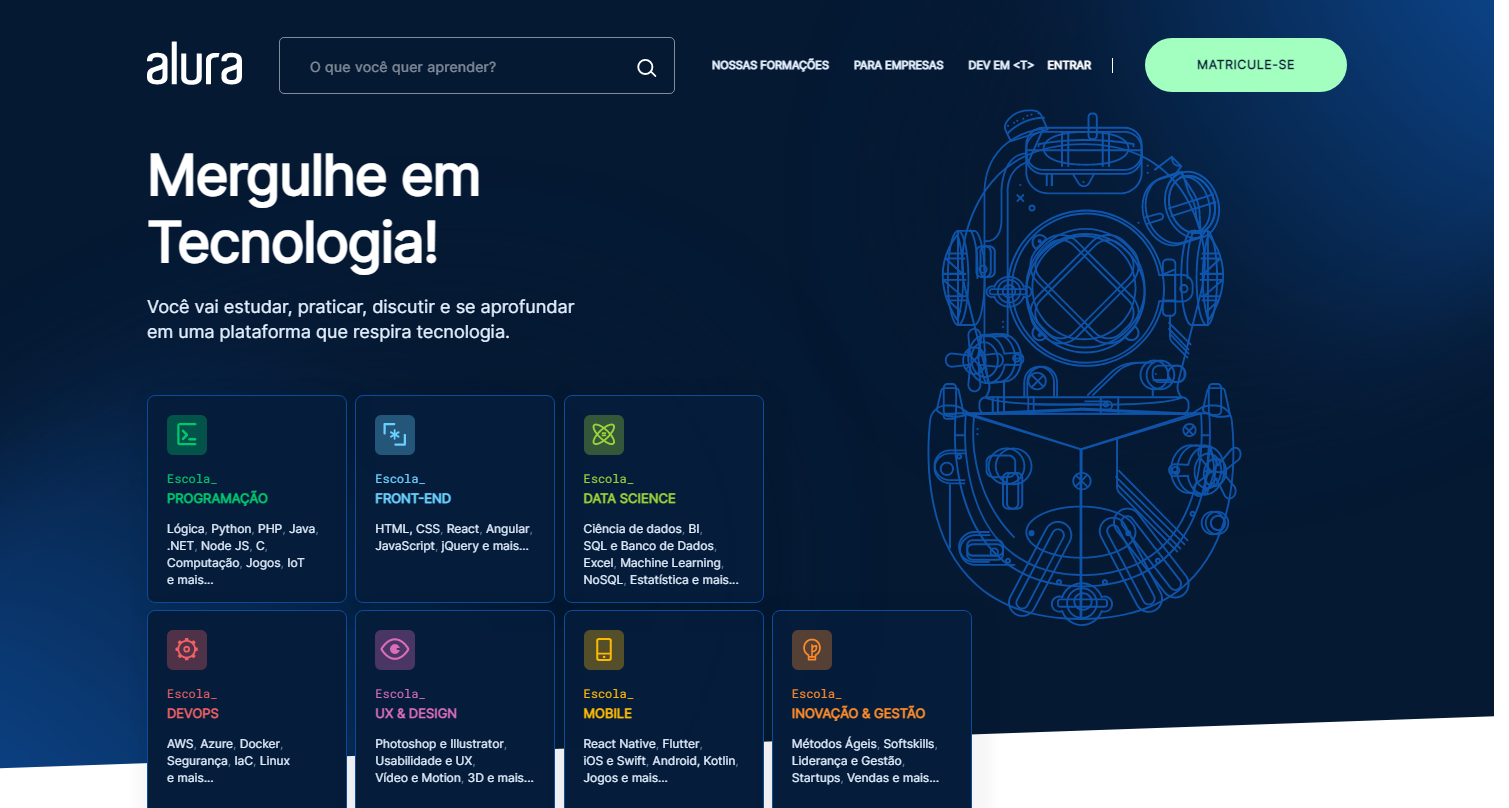 alura
O que você quer aprender?
NOSSAS FORMAÇÕES
PARA EMPRESAS
DEV EM <T>
ENTRAR
MATRICULE-SE
Mergulhe em
Tecnologia!
Você vai estudar, praticar, discutir e se aprofundar
em uma plataforma que respira tecnologia.
Escola_
PROGRAMAÇÃO
Lógica, Python, PHP, Java,
.NET, Node JS, C,
Computação, Jogos, IoT
e mais...
Escola_
FRONT-END
HTML, CSS, React, Angular,
JavaScript, jQuery e mais...
Escola_
DATA SCIENCE
Ciência de dados, BI,
SQL e Banco de Dados,
Excel, Machine Learning,
NoSQL, Estatística e mais...
Escola_
DEVOPS
AWS, Azure, Docker,
Segurança, IaC, Linux
e mais...
Escola_
UX & DESIGN
Photoshop e Illustrator,
Usabilidade e UX,
Vídeo e Motion, 3D e mais...
Escola_
MOBILE
React Native, Flutter,
iOS e Swift, Android, Kotlin,
Jogos e mais...
Escola_
INOVAÇÃO & GESTÃO
Métodos Ágeis, Softskills,
Liderança e Gestão,
Startups, Vendas e mais...